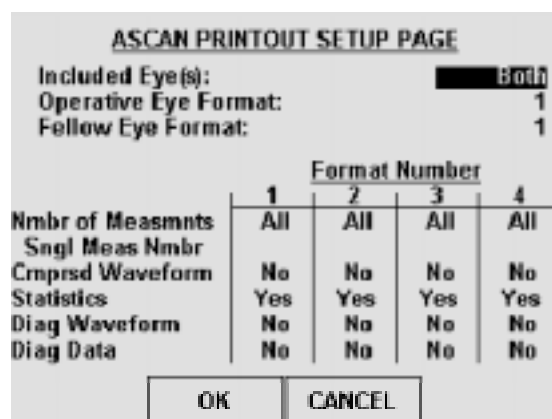 ASCAN PRINTOUT SETUP PAGE
Included Eye(s): Both
Operative Eye Format: 1
Fellow Eye Format: 1
Format Number
1 2 3 4
Nmbr of Measmnts All All All All
Sngl Meas Nmbr
Cmprsd Waveform No No No No
Statistics Yes Yes Yes Yes
Diag Waveform No No No No
Diag Data No No No No
OK CANCEL